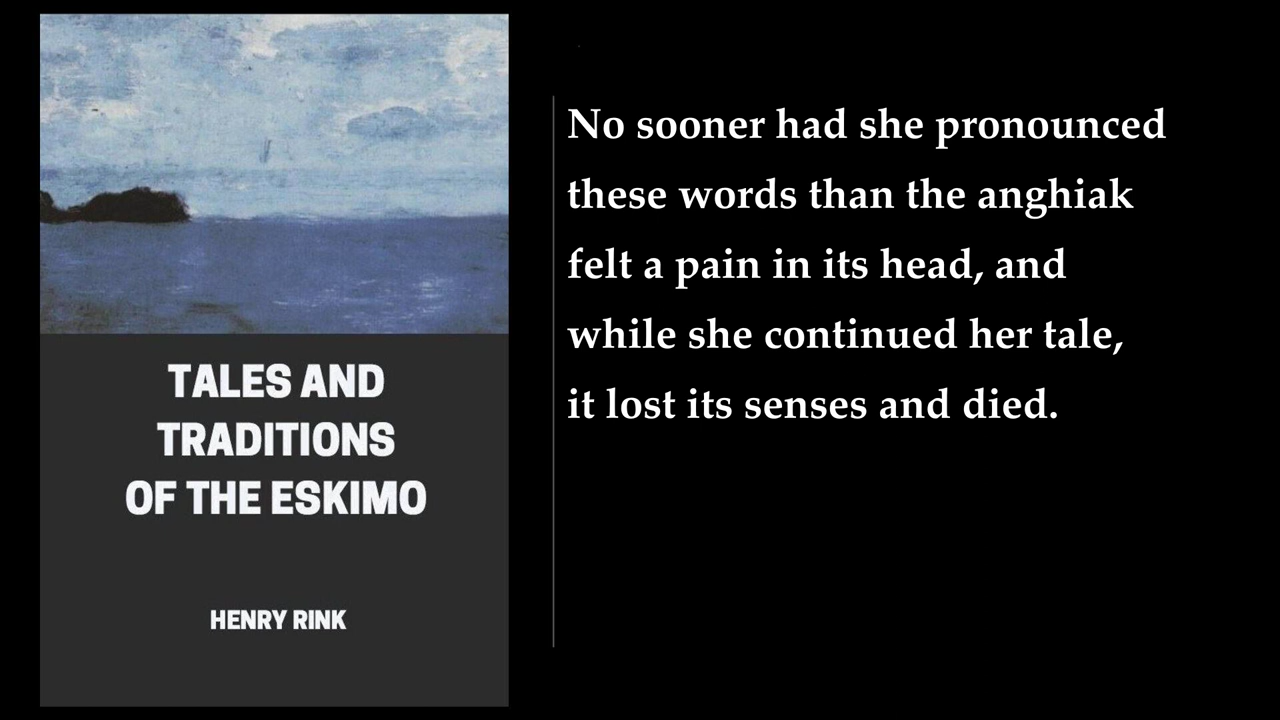 TALES AND
TRADITIONS
OF THE ESKIMO
HENRY RINK
No sooner had she pronounced
these words than the anghiak
felt a pain in its head, and
while she continued her tale,
it lost its senses and died.